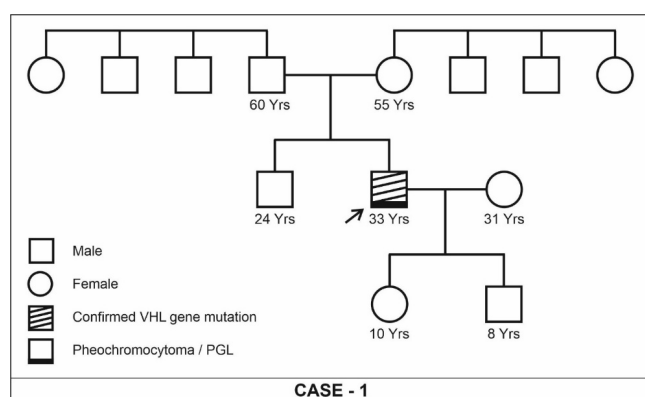 60 Yrs 55 Yrs
24 Yrs 33 Yrs 31 Yrs
Male
Female
10 Yrs 8 Yrs
Confirmed VHL gene mutation
Pheochromocytoma / PGL
CASE - 1